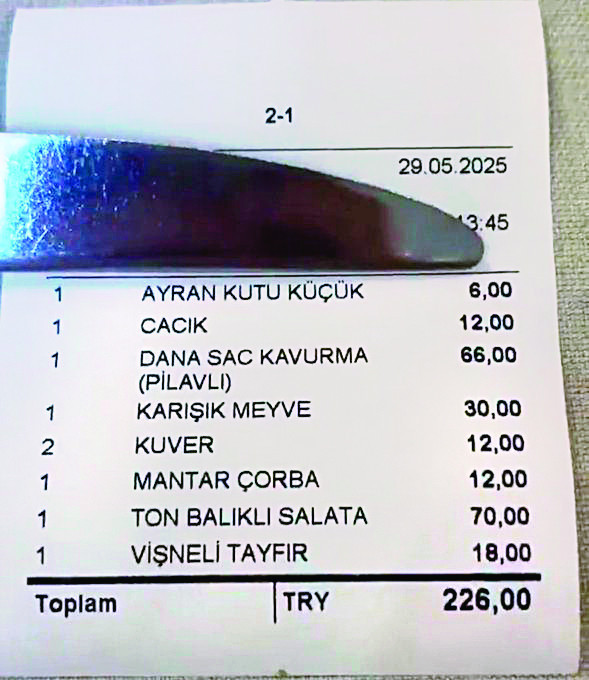 2-1
29.05.2025
13:45
1 AYRAN KUTU KÜÇÜK 6,00
1 CACIK 12,00
1 DANA SAC KAVURMA 66,00
(PİLAVLI)
1 KARIŞIK MEYVE 30,00
2 KUVER 12,00
1 MANTAR ÇORBA 12,00
1 TON BALIKLI SALATA 70,00
1 VİŞNELİ TAYFIR 18,00
Toplam TRY 226,00